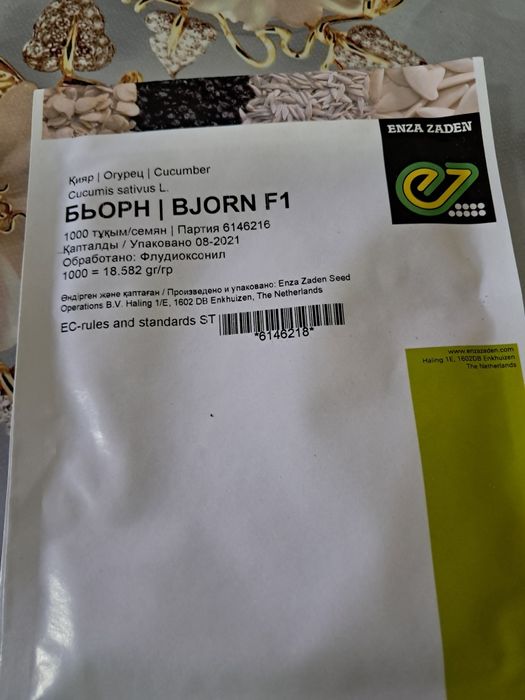 ENZA ZADEN
Қияр | Огурец | Cucumber
Cucumis sativus L.
БЬОРН | BJORN F1
1000 тұқым/семян | Партия 6146216
Қапталды / Упаковано 08-2021
Обработано: Флудиоксонил
1000 = 18.582 gr/гр
Өндірген және қаптаған / Произведено и упаковано: Enza Zaden Seed
Operations B.V. Haling 1/E, 1602 DB Enkhuizen, The Netherlands
EC-rules and standards ST
*6146218*
www.enzazaden.com
Haling 1E, 1602DB Enkhuizen
The Netherlands